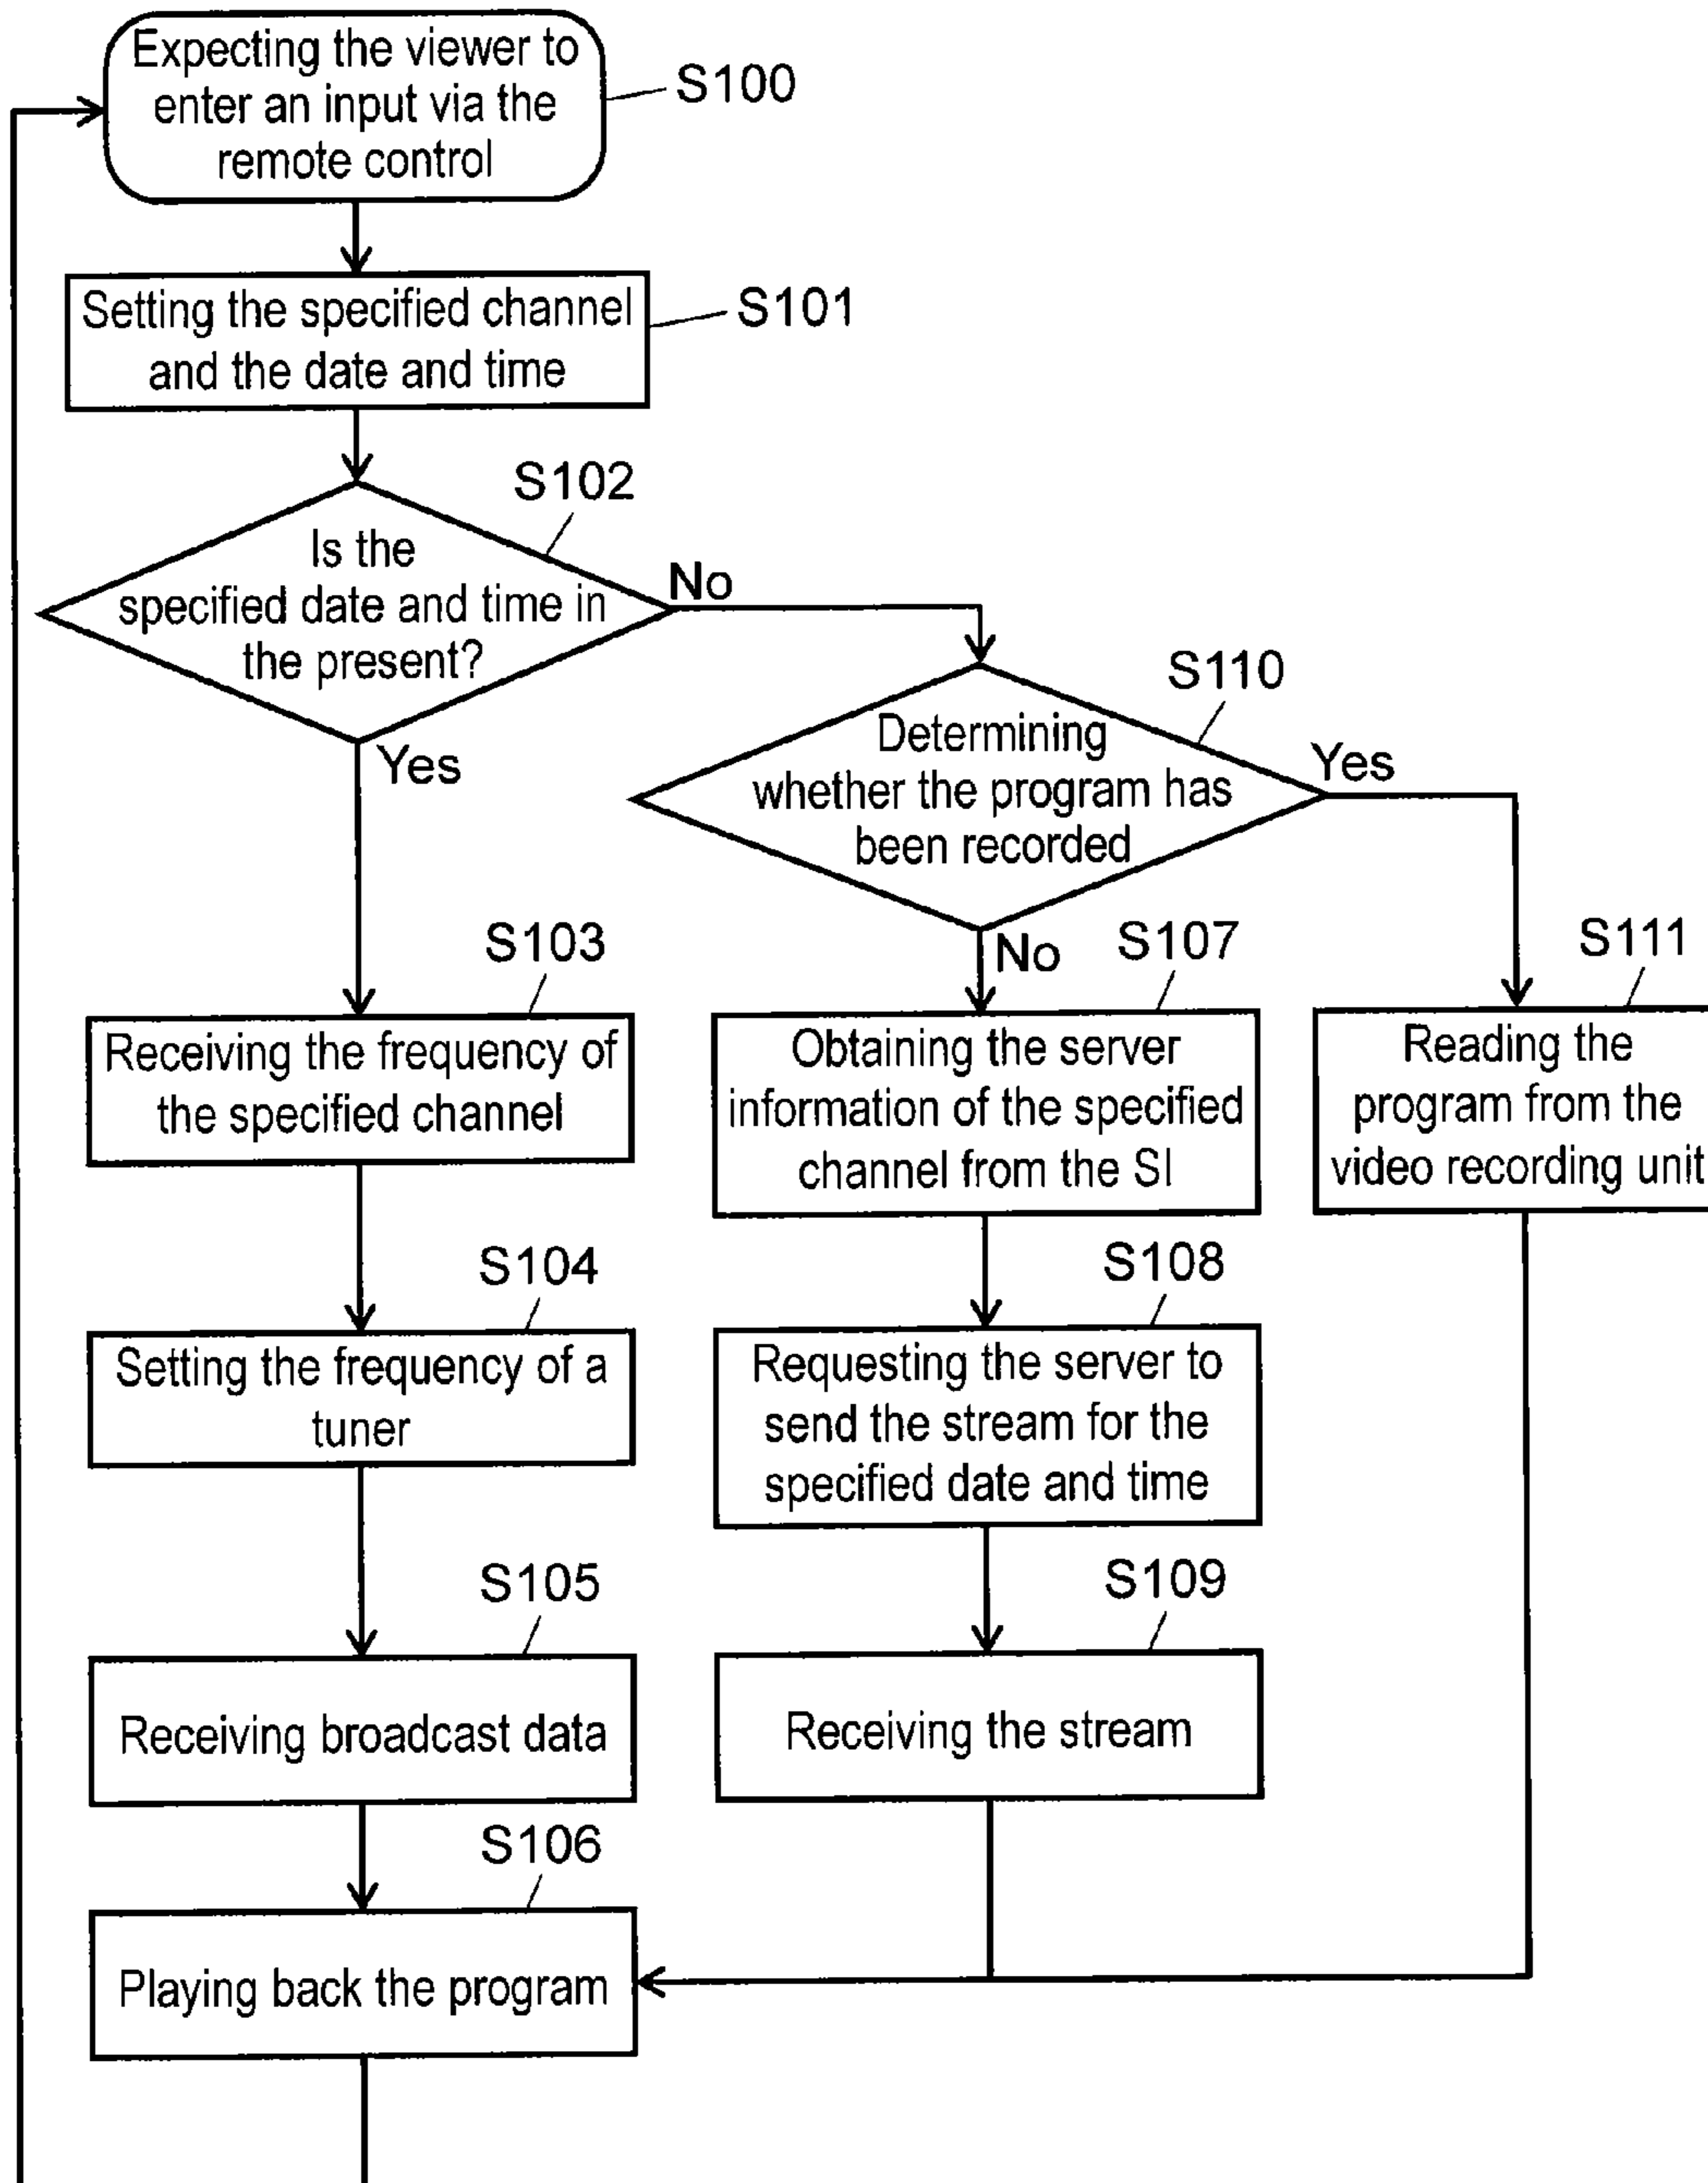 Expecting the viewer to
enter an input via the
remote control
S100
Setting the specified channel
and the date and time
S101
S102
Is the
specified date and time in
the present?
No
Yes
S110
Determining
whether the program has
been recorded
Yes
No
S103
Receiving the frequency of
the specified channel
S107
Obtaining the server
information of the specified
channel from the SI
S111
Reading the
program from the
video recording unit
S104
Setting the frequency of a
tuner
S108
Requesting the server to
send the stream for the
specified date and time
S105
Receiving broadcast data
S109
Receiving the stream
S106
Playing back the program